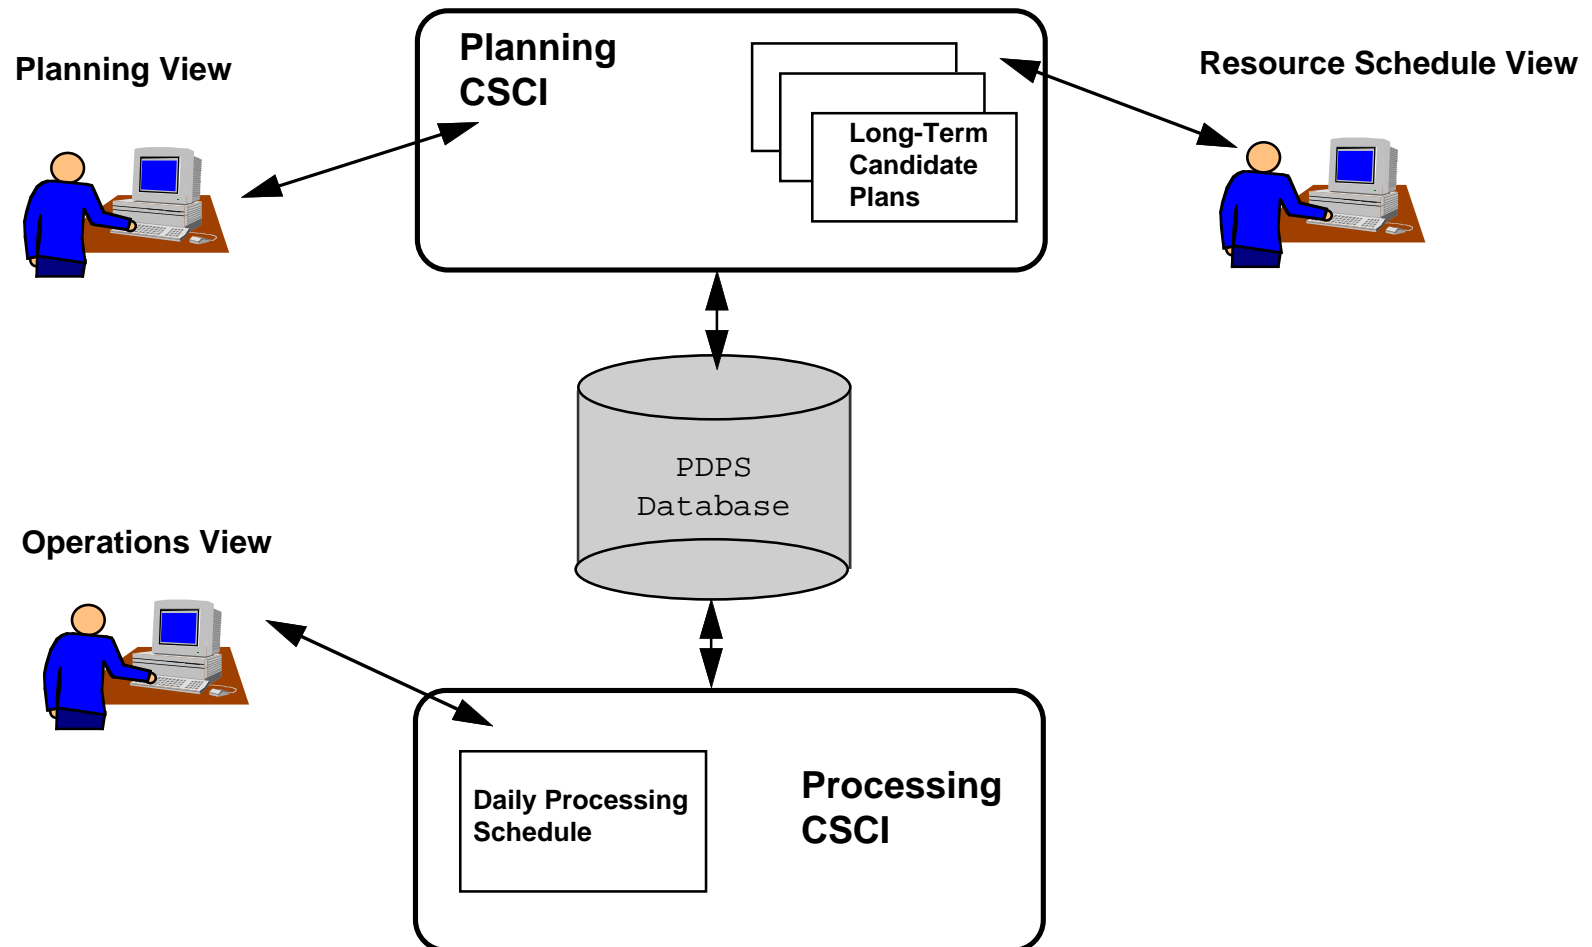 Planning View
Planning
CSCI
Long-Term
Candidate
Plans
Resource Schedule View
PDPS
Database
Operations View
Daily Processing
Schedule
Processing
CSCI